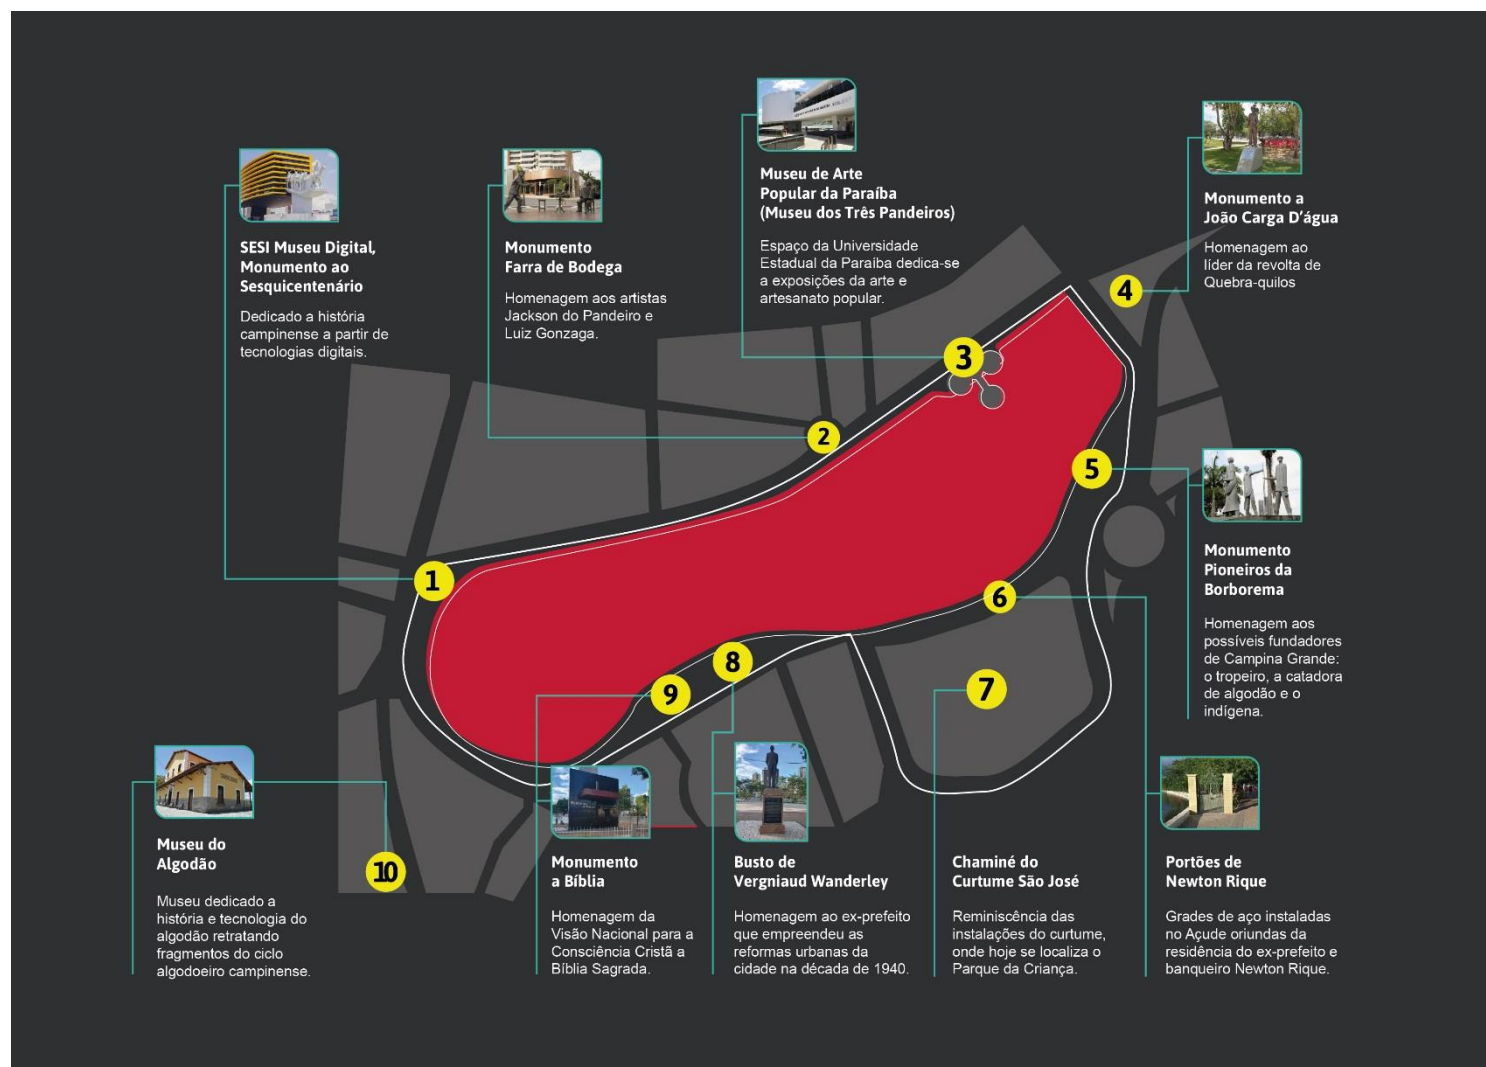 SESI Museu Digital,
Monumento ao
Sesquicentenário
Dedicado a história
campinense a partir de
tecnologias digitais.
Monumento
Farra de Bodega
Homenagem aos artistas
Jackson do Pandeiro e
Luiz Gonzaga.
Museu de Arte
Popular da Paraíba
(Museu dos Três Pandeiros)
Espaço da Universidade
Estadual da Paraiba dedica-se
a exposições da arte e
artesanato popular.
Monumento a
João Carga D'água
Homenagem ao
líder da revolta de
Quebra-quilos
4
3
2
5
1
6
8
7
9
10
Monumento
Pioneiros da
Borborema
Homenagem aos
possíveis fundadores
de Campina Grande:
o tropeiro, a catadora
de algodão e o
indígena.
Museu do
Algodão
Museu dedicado a
história e tecnologia do
algodão retratando
fragmentos do ciclo
algodoeiro campinense.
Monumento
a Bíblia
Homenagem da
Visão Nacional para a
Consciência Cristã a
Bíblia Sagrada.
Busto de
Vergniaud Wanderley
Homenagem ao ex-prefeito
que empreendeu as
reformas urbanas da
cidade na década de 1940.
Chaminé do
Curtume São José
Reminiscência das
instalações do curtume,
onde hoje se localiza o
Parque da Criança.
Portões de
Newton Rique
Grades de aço instaladas
no Açude oriundas da
residência do ex-prefeito e
banqueiro Newton Rique.